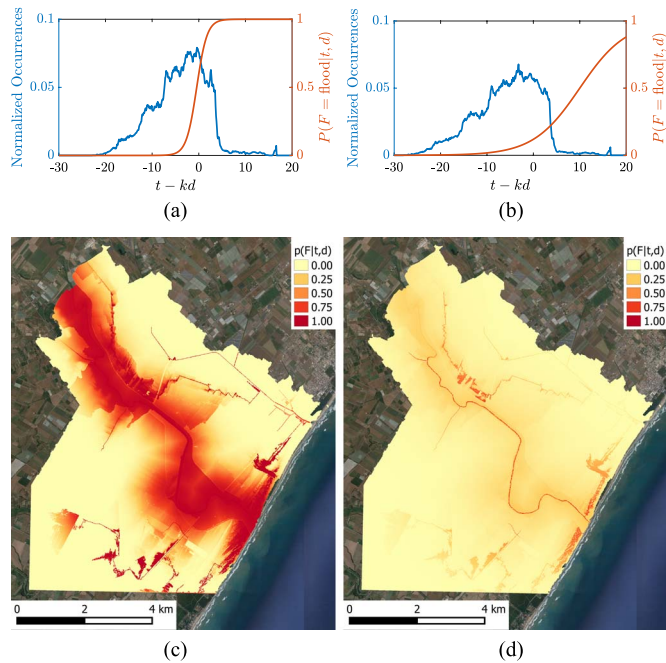 0.1
0.05
0
Normalized Occurrences
1
0.5
0
P(F = flood|t, d)
-30 -20 -10 0 10 20
t − kd
(a)
0.1
0.05
0
Normalized Occurrences
1
0.5
0
P(F = flood|t, d)
-30 -20 -10 0 10 20
t − kd
(b)
p(F|t,d)
0.00
0.25
0.50
0.75
1.00
0 2 4 km
(c)
p(F|t,d)
0.00
0.25
0.50
0.75
1.00
0 2 4 km
(d)